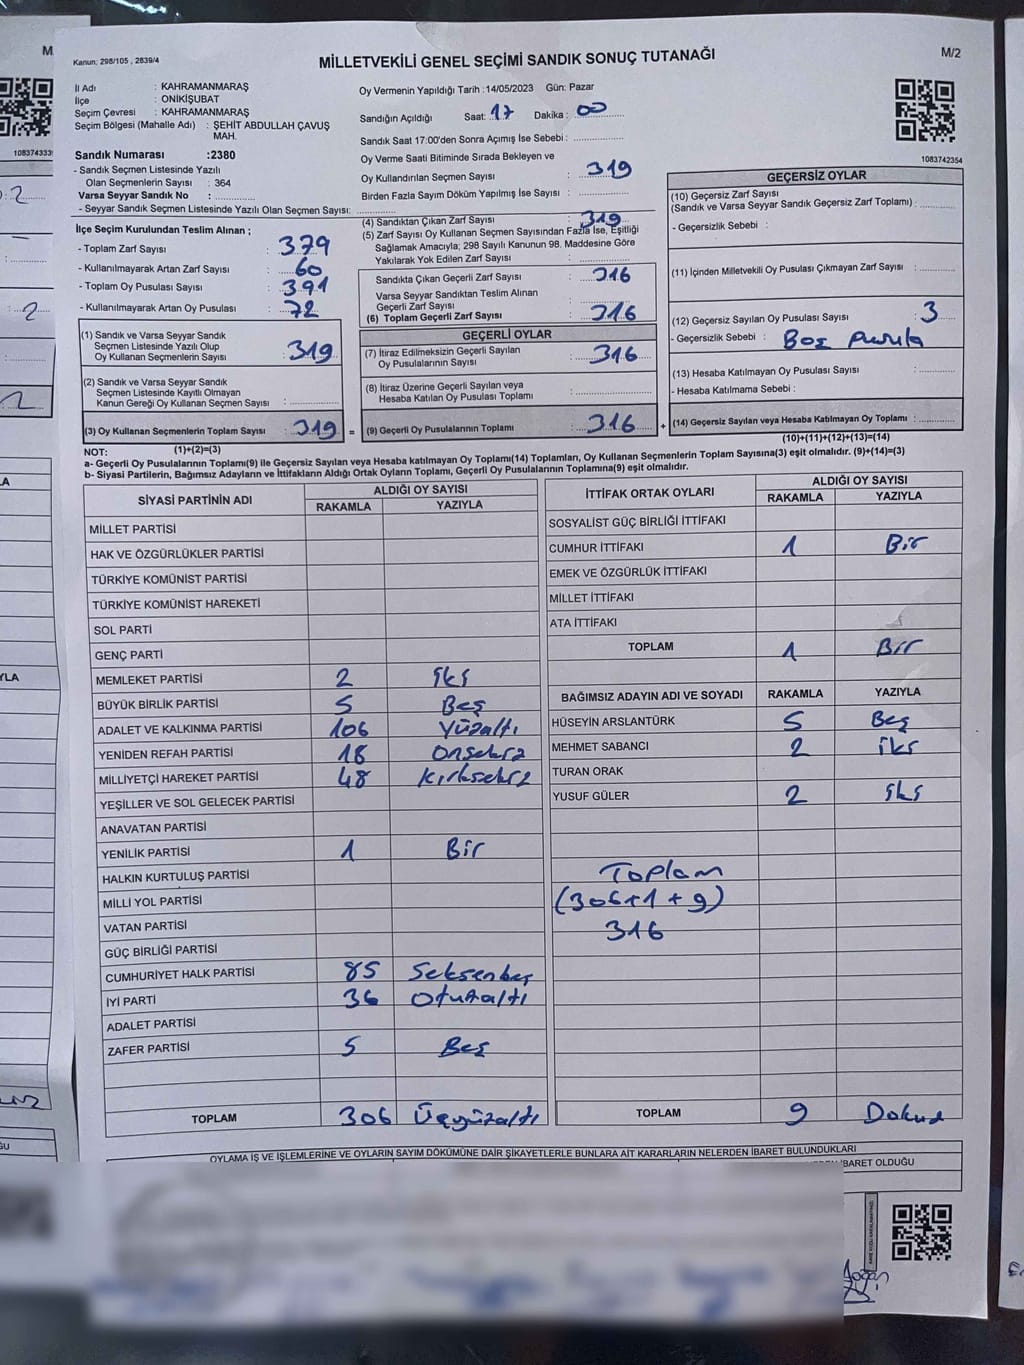 MİLLETVEKİLİ GENEL SEÇİMİ SANDIK SONUÇ TUTANAĞI
M/2
Kanun: 298/105 , 2839/4
İl Adı : KAHRAMANMARAŞ
İlçe : ONİKİŞUBAT
Seçim Çevresi : KAHRAMANMARAŞ
Seçim Bölgesi (Mahalle Adı) : ŞEHİT ABDULLAH ÇAVUŞ MAH.
Sandık Numarası :2380
- Sandık Seçmen Listesinde Yazılı
Olan Seçmenlerin Sayısı : 364
Varsa Seyyar Sandık No :
- Seyyar Sandık Seçmen Listesinde Yazılı Olan Seçmen Sayısı:
Oy Vermenin Yapıldığı Tarih :14/05/2023 Gün: Pazar
Sandığın Açıldığı Saat: 17 Dakika: 00
Sandık Saat 17:00'den Sonra Açımış İse Sebebi :
Oy Verme Saati Bitiminde Sırada Bekleyen ve
Oy Kullandırılan Seçmen Sayısı : 319
Birden Fazla Sayım Döküm Yapılmış İse Sayısı :
1083742354
İlçe Seçim Kurulundan Teslim Alınan ;
- Toplam Zarf Sayısı : 379
- Kullanılmayarak Artan Zarf Sayısı : 60
- Toplam Oy Pusulası Sayısı : 391
- Kullanılmayarak Artan Oy Pusulası : 72
(1) Sandık ve Varsa Seyyar Sandık
Seçmen Listesinde Yazılı Olup
Oy Kullanan Seçmenlerin Sayısı : 319
(2) Sandık ve Varsa Seyyar Sandık
Seçmen Listesinde Kayıtlı Olmayan
Kanun Gereği Oy Kullanan Seçmen Sayısı :
(3) Oy Kullanan Seçmenlerin Toplam Sayısı 319 =
(1)+(2)=(3)
(4) Sandıktan Çıkan Zarf Sayısı : 319
(5) Zarf Sayısı Oy Kullanan Seçmen Sayısından Fazla İse, Eşitliği
Sağlamak Amacıyla; 298 Sayılı Kanunun 98. Maddesine Göre
Yakılarak Yok Edilen Zarf Sayısı :
Sandıkta Çıkan Geçerli Zarf Sayısı : 316
Varsa Seyyar Sandıktan Teslim Alınan
Geçerli Zarf Sayısı :
(6) Toplam Geçerli Zarf Sayısı : 316
GEÇERLİ OYLAR
(7) İtiraz Edilmeksizin Geçerli Sayılan
Oy Pusulalarının Sayısı : 316
(8) İtiraz Üzerine Geçerli Sayılan veya
Hesaba Katılan Oy Pusulası Toplamı :
(9) Geçerli Oy Pusulalarının Toplamı : 316 +
GEÇERSİZ OYLAR
(10) Geçersiz Zarf Sayısı
(Sandık ve Varsa Seyyar Sandık Geçersiz Zarf Toplamı) :
- Geçersizlik Sebebi :
(11) İçinden Milletvekili Oy Pusulası Çıkmayan Zarf Sayısı :
(12) Geçersiz Sayılan Oy Pusulası Sayısı : 3
- Geçersizlik Sebebi : Boş Pusula
(13) Hesaba Katılmayan Oy Pusulası Sayısı :
- Hesaba Katılmama Sebebi :
(14) Geçersiz Sayılan veya Hesaba Katılmayan Oy Toplamı :
(10)+(11)+(12)+(13)=(14)
NOT:
a- Geçerli Oy Pusulalarının Toplamı(9) ile Geçersiz Sayılan veya Hesaba katılmayan Oy Toplamı(14) Toplamları, Oy Kullanan Seçmenlerin Toplam Sayısına(3) eşit olmalıdır. (9)+(14)=(3)
b- Siyasi Partilerin, Bağımsız Adayların ve İttifakların Aldığı Ortak Oyların Toplamı, Geçerli Oy Pusulalarının Toplamına(9) eşit olmalıdır.
SİYASİ PARTİNİN ADI ALDIĞI OY SAYISI
RAKAMLA YAZIYLA
MİLLET PARTİSİ
HAK VE ÖZGÜRLÜKLER PARTİSİ
TÜRKİYE KOMÜNİST PARTİSİ
TÜRKİYE KOMÜNİST HAREKETİ
SOL PARTİ
GENÇ PARTİ
MEMLEKET PARTİSİ 2 iki
BÜYÜK BİRLİK PARTİSİ 5 Beş
ADALET VE KALKINMA PARTİSİ 106 Yüzaltı
YENİDEN REFAH PARTİSİ 18 Onsekiz
MİLLİYETÇİ HAREKET PARTİSİ 48 Kırksekiz
YEŞİLLER VE SOL GELECEK PARTİSİ
ANAVATAN PARTİSİ
YENİLİK PARTİSİ 1 Bir
HALKIN KURTULUŞ PARTİSİ
MİLLİ YOL PARTİSİ
VATAN PARTİSİ
GÜÇ BİRLİĞİ PARTİSİ
CUMHURİYET HALK PARTİSİ 85 Seksenbeş
İYİ PARTİ 36 Otuzaltı
ADALET PARTİSİ
ZAFER PARTİSİ 5 Beş
TOPLAM 306 Üçyüzaltı
İTTİFAK ORTAK OYLARI ALDIĞI OY SAYISI
RAKAMLA YAZIYLA
SOSYALİST GÜÇ BİRLİĞİ İTTİFAKI
CUMHUR İTTİFAKI 1 Bir
EMEK VE ÖZGÜRLÜK İTTİFAKI
MİLLET İTTİFAKI
ATA İTTİFAKI
TOPLAM 1 Bir
BAĞIMSIZ ADAYIN ADI VE SOYADI RAKAMLA YAZIYLA
HÜSEYİN ARSLANTÜRK 5 Beş
MEHMET SABANCI 2 iki
TURAN ORAK
YUSUF GÜLER 2 iki
Toplam
(306+1+9)
316
TOPLAM 9 Dokuz
OYLAMA İŞ VE İŞLEMLERİNE VE OYLARIN SAYIM DÖKÜMÜNE DAİR ŞİKAYETLERLE BUNLARA AİT KARARLARIN NELERDEN İBARET BULUNDUKLARI
İBARET OLDUĞU